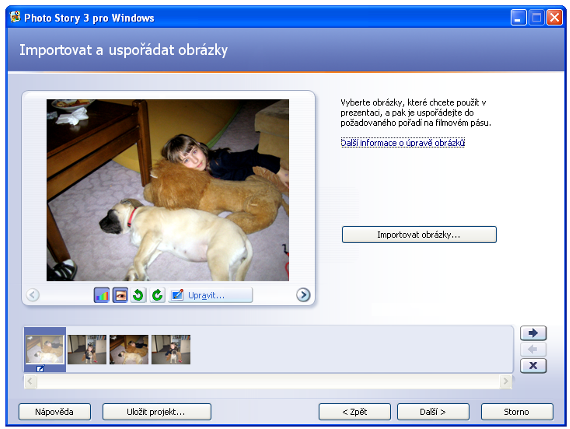 Photo Story 3 pro Windows
Importovat a uspořádat obrázky
Vyberte obrázky, které chcete použít v
prezentaci, a pak je uspořádejte do
požadovaného pořadí na filmovém pásu.
Další informace o úpravě obrázků
Importovat obrázky...
Upravit...
Nápověda
Uložit projekt...
< Zpět
Další >
Storno